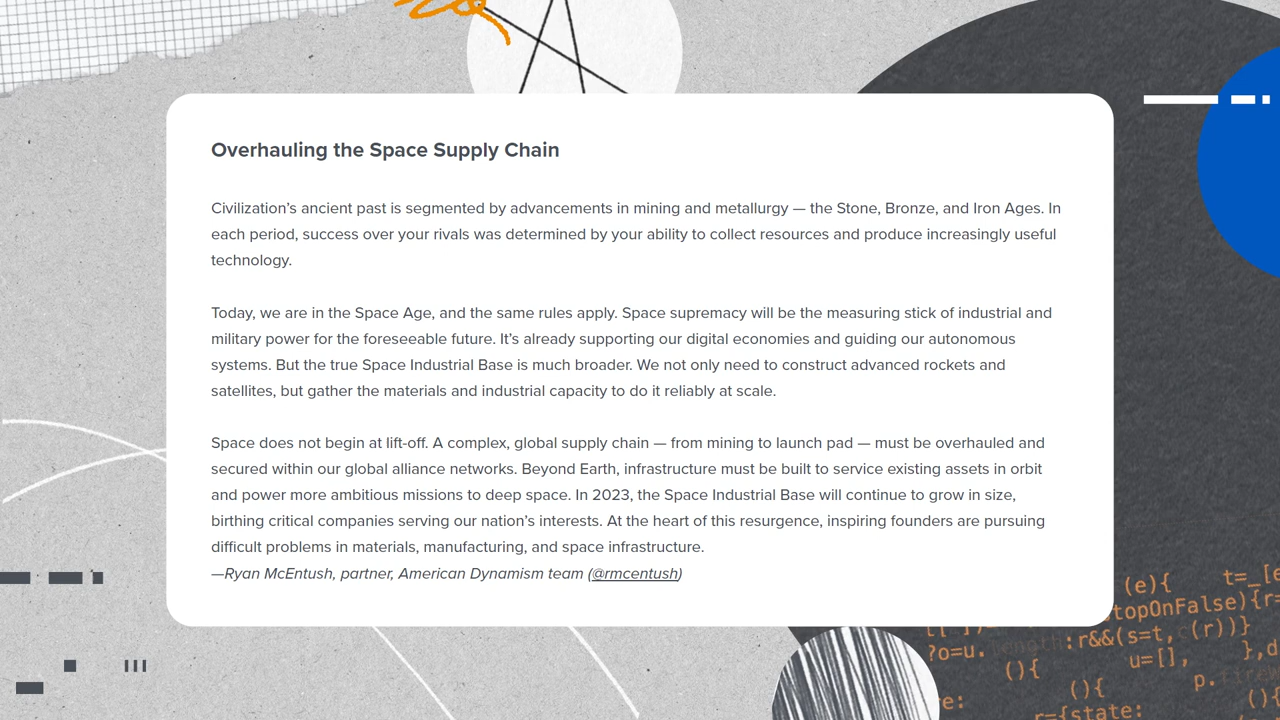 Overhauling the Space Supply Chain
Civilization’s ancient past is segmented by advancements in mining and metallurgy — the Stone, Bronze, and Iron Ages. In
each period, success over your rivals was determined by your ability to collect resources and produce increasingly useful
technology.
Today, we are in the Space Age, and the same rules apply. Space supremacy will be the measuring stick of industrial and
military power for the foreseeable future. It’s already supporting our digital economies and guiding our autonomous
systems. But the true Space Industrial Base is much broader. We not only need to construct advanced rockets and
satellites, but gather the materials and industrial capacity to do it reliably at scale.
Space does not begin at lift-off. A complex, global supply chain — from mining to launch pad — must be overhauled and
secured within our global alliance networks. Beyond Earth, infrastructure must be built to service existing assets in orbit
and power more ambitious missions to deep space. In 2023, the Space Industrial Base will continue to grow in size,
birthing critical companies serving our nation’s interests. At the heart of this resurgence, inspiring founders are pursuing
difficult problems in materials, manufacturing, and space infrastructure.
—Ryan McEntush, partner, American Dynamism team (@rmcentush)
(e){ t=_[e
topOnFalse){r=
:r&&(s=t, (r))}
?o=u.
(){ u=[], },d
(){ p.
re: (){
r={state: